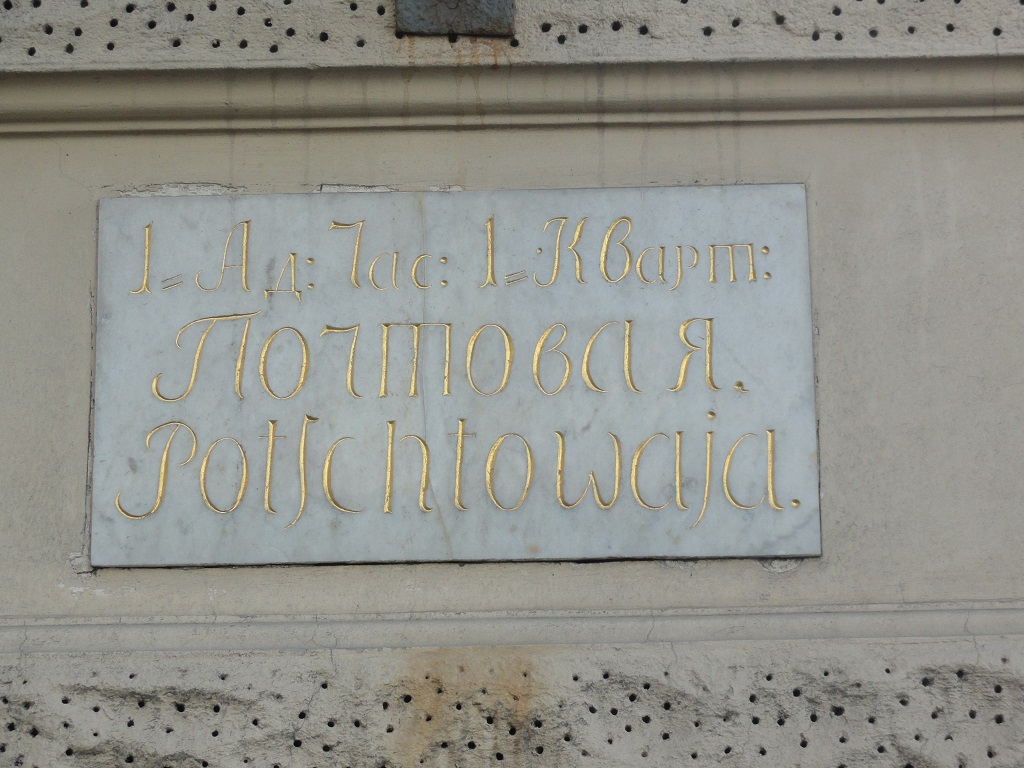 1= Ад: Час: 1=: Кварт:
Почтовая.
Potſchtowaja.